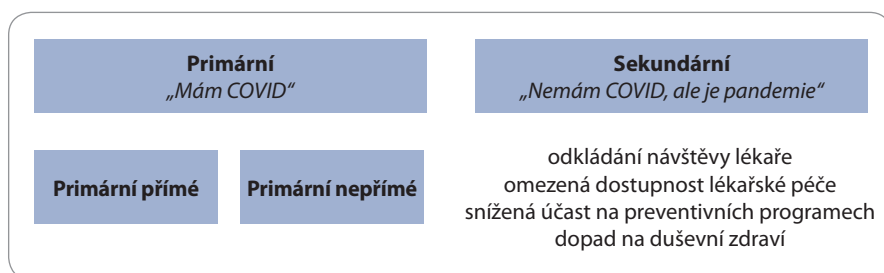 Primární
„Mám COVID“
Primární přímé
Primární nepřímé
Sekundární
„Nemám COVID, ale je pandemie“
odkládání návštěvy lékaře
omezená dostupnost lékařské péče
snížená účast na preventivních programech
dopad na duševní zdraví